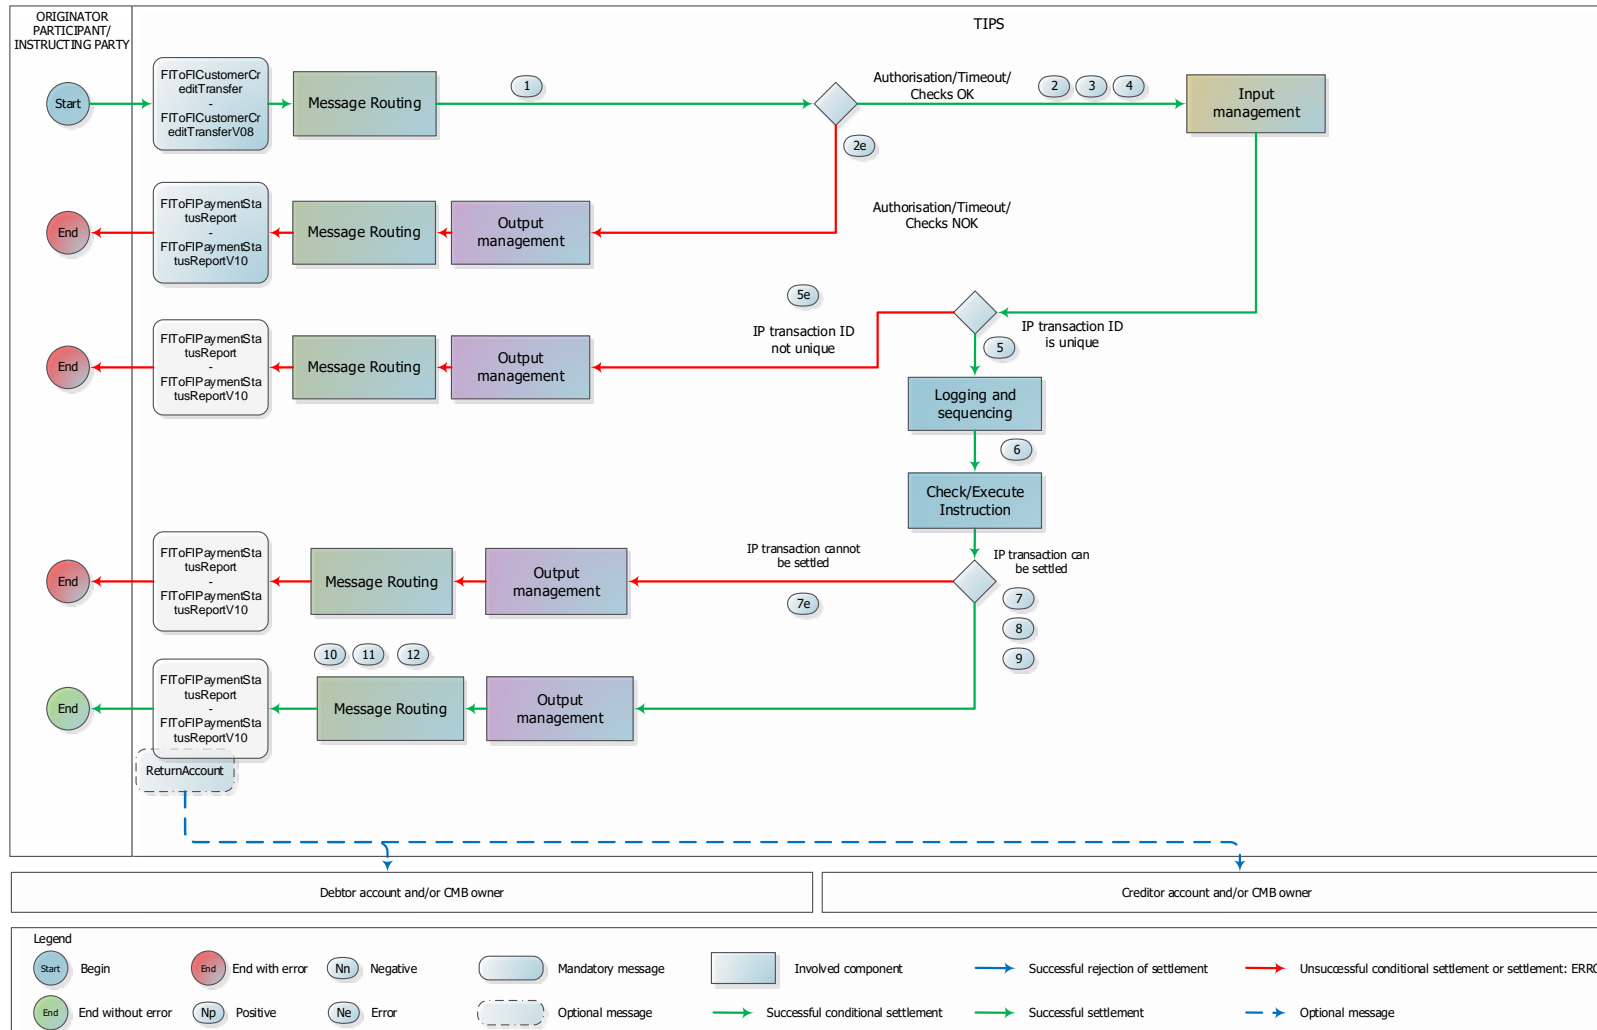 ORIGINATOR
PARTICIPANT/
INSTRUCTING PARTY
TIPS
Start
FIToFICustomerCr
editTransfer
-
FIToFICustomerCr
editTransferV08
Message Routing
1
Authorisation/Timeout/
Checks OK
2
3
4
Input
management
2e
Authorisation/Timeout/
Checks NOK
End
FIToFIPaymentSta
tusReport
-
FIToFIPaymentSta
tusReportV10
Message Routing
Output
management
5e
IP transaction ID
not unique
IP transaction ID
is unique
5
End
FIToFIPaymentSta
tusReport
-
FIToFIPaymentSta
tusReportV10
Message Routing
Output
management
Logging and
sequencing
6
Check/Execute
Instruction
End
FIToFIPaymentSta
tusReport
-
FIToFIPaymentSta
tusReportV10
Message Routing
Output
management
IP transaction cannot
be settled
7e
IP transaction can
be settled
7
8
9
10
11
12
End
FIToFIPaymentSta
tusReport
-
FIToFIPaymentSta
tusReportV10
Message Routing
Output
management
ReturnAccount
Debtor account and/or CMB owner
Creditor account and/or CMB owner
Legend
Start
Begin
End
End with error
Nn
Negative
Mandatory message
Involved component
Successful rejection of settlement
Unsuccessful conditional settlement or settlement: ERRO
End
End without error
Np
Positive
Ne
Error
Optional message
Successful conditional settlement
Successful settlement
Optional message